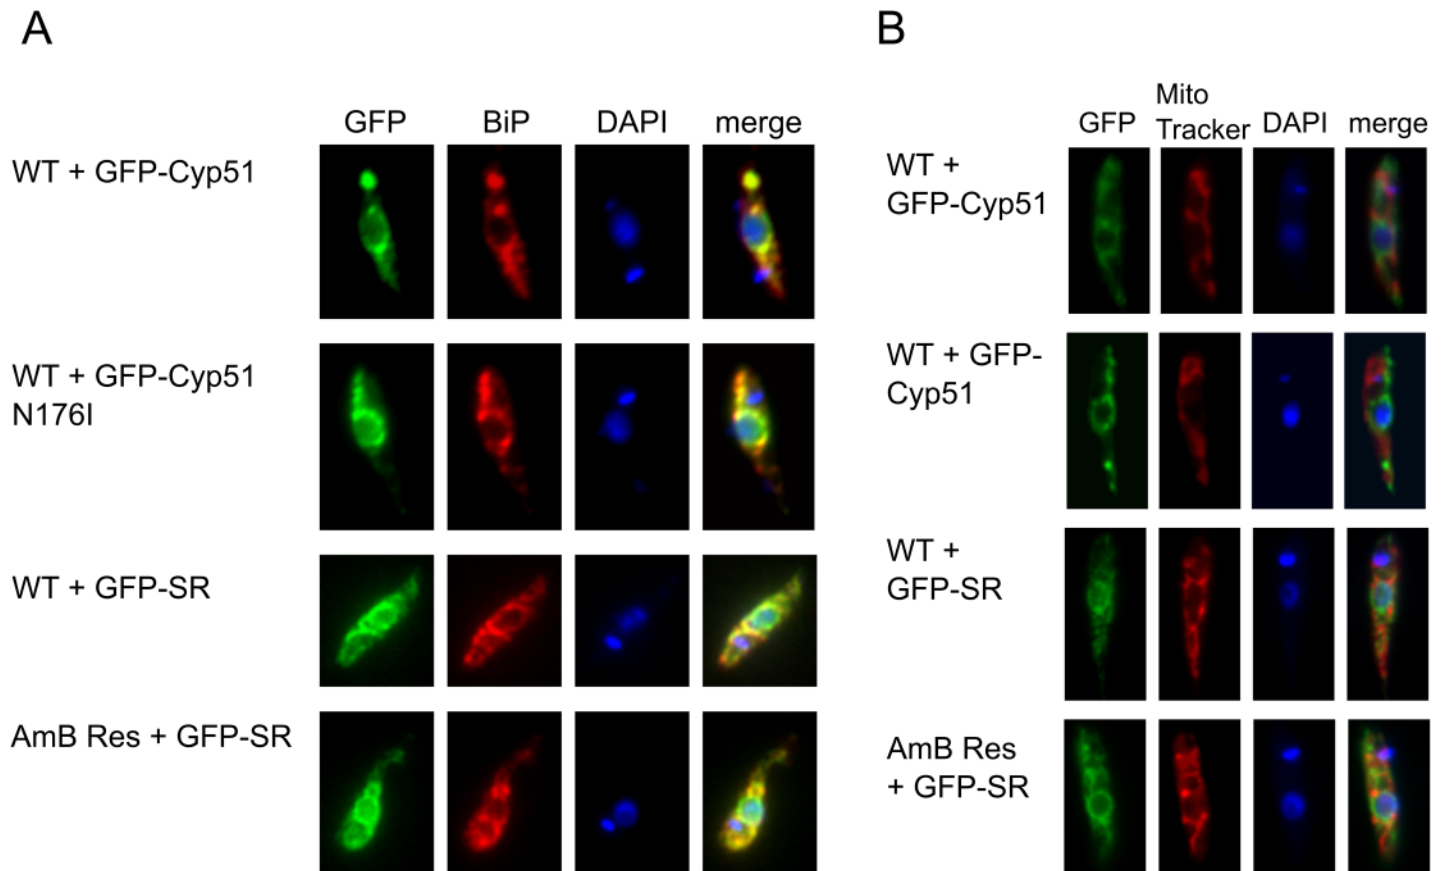 A
GFP BiP DAPI merge
WT + GFP-Cyp51
WT + GFP-Cyp51
N176I
WT + GFP-SR
AmB Res + GFP-SR
B
Mito
GFP Tracker DAPI merge
WT +
GFP-Cyp51
WT + GFP-
Cyp51
WT +
GFP-SR
AmB Res
+ GFP-SR